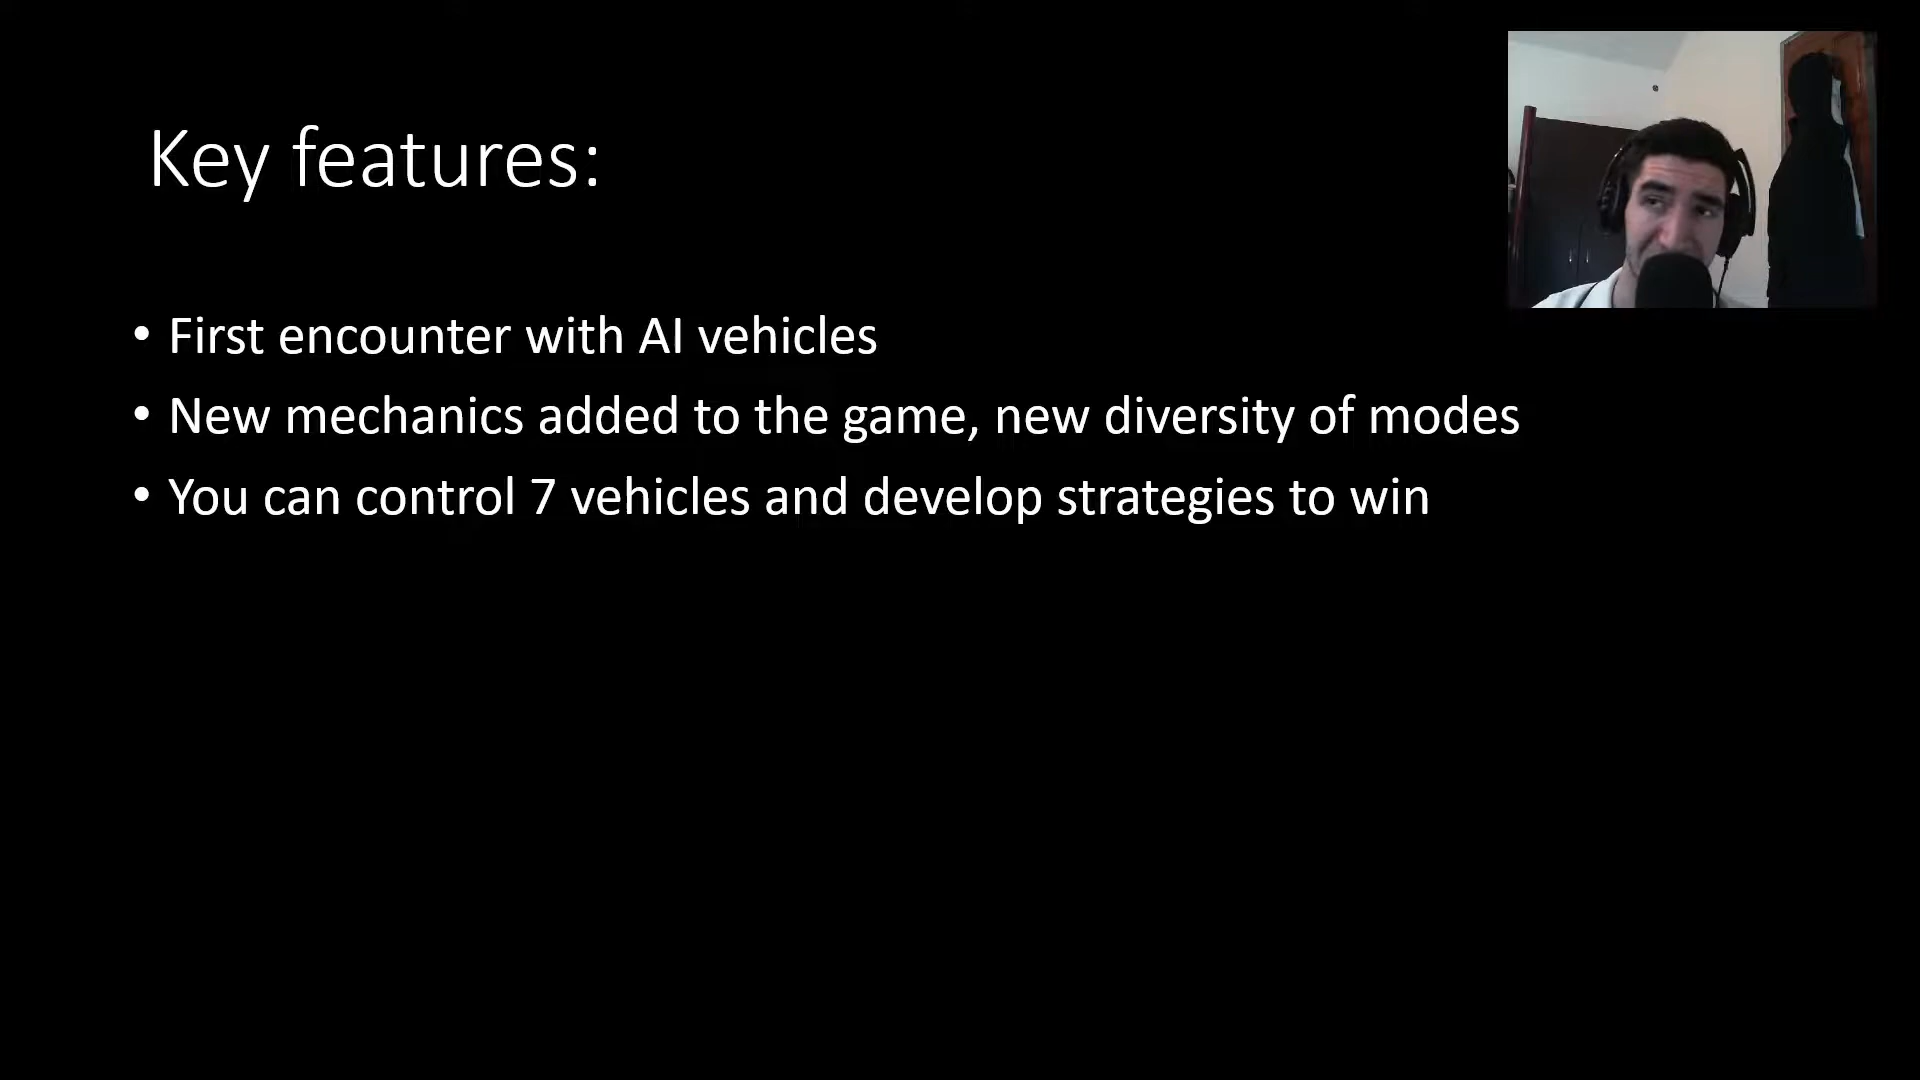 Key features:
• First encounter with AI vehicles
• New mechanics added to the game, new diversity of modes
• You can control 7 vehicles and develop strategies to win